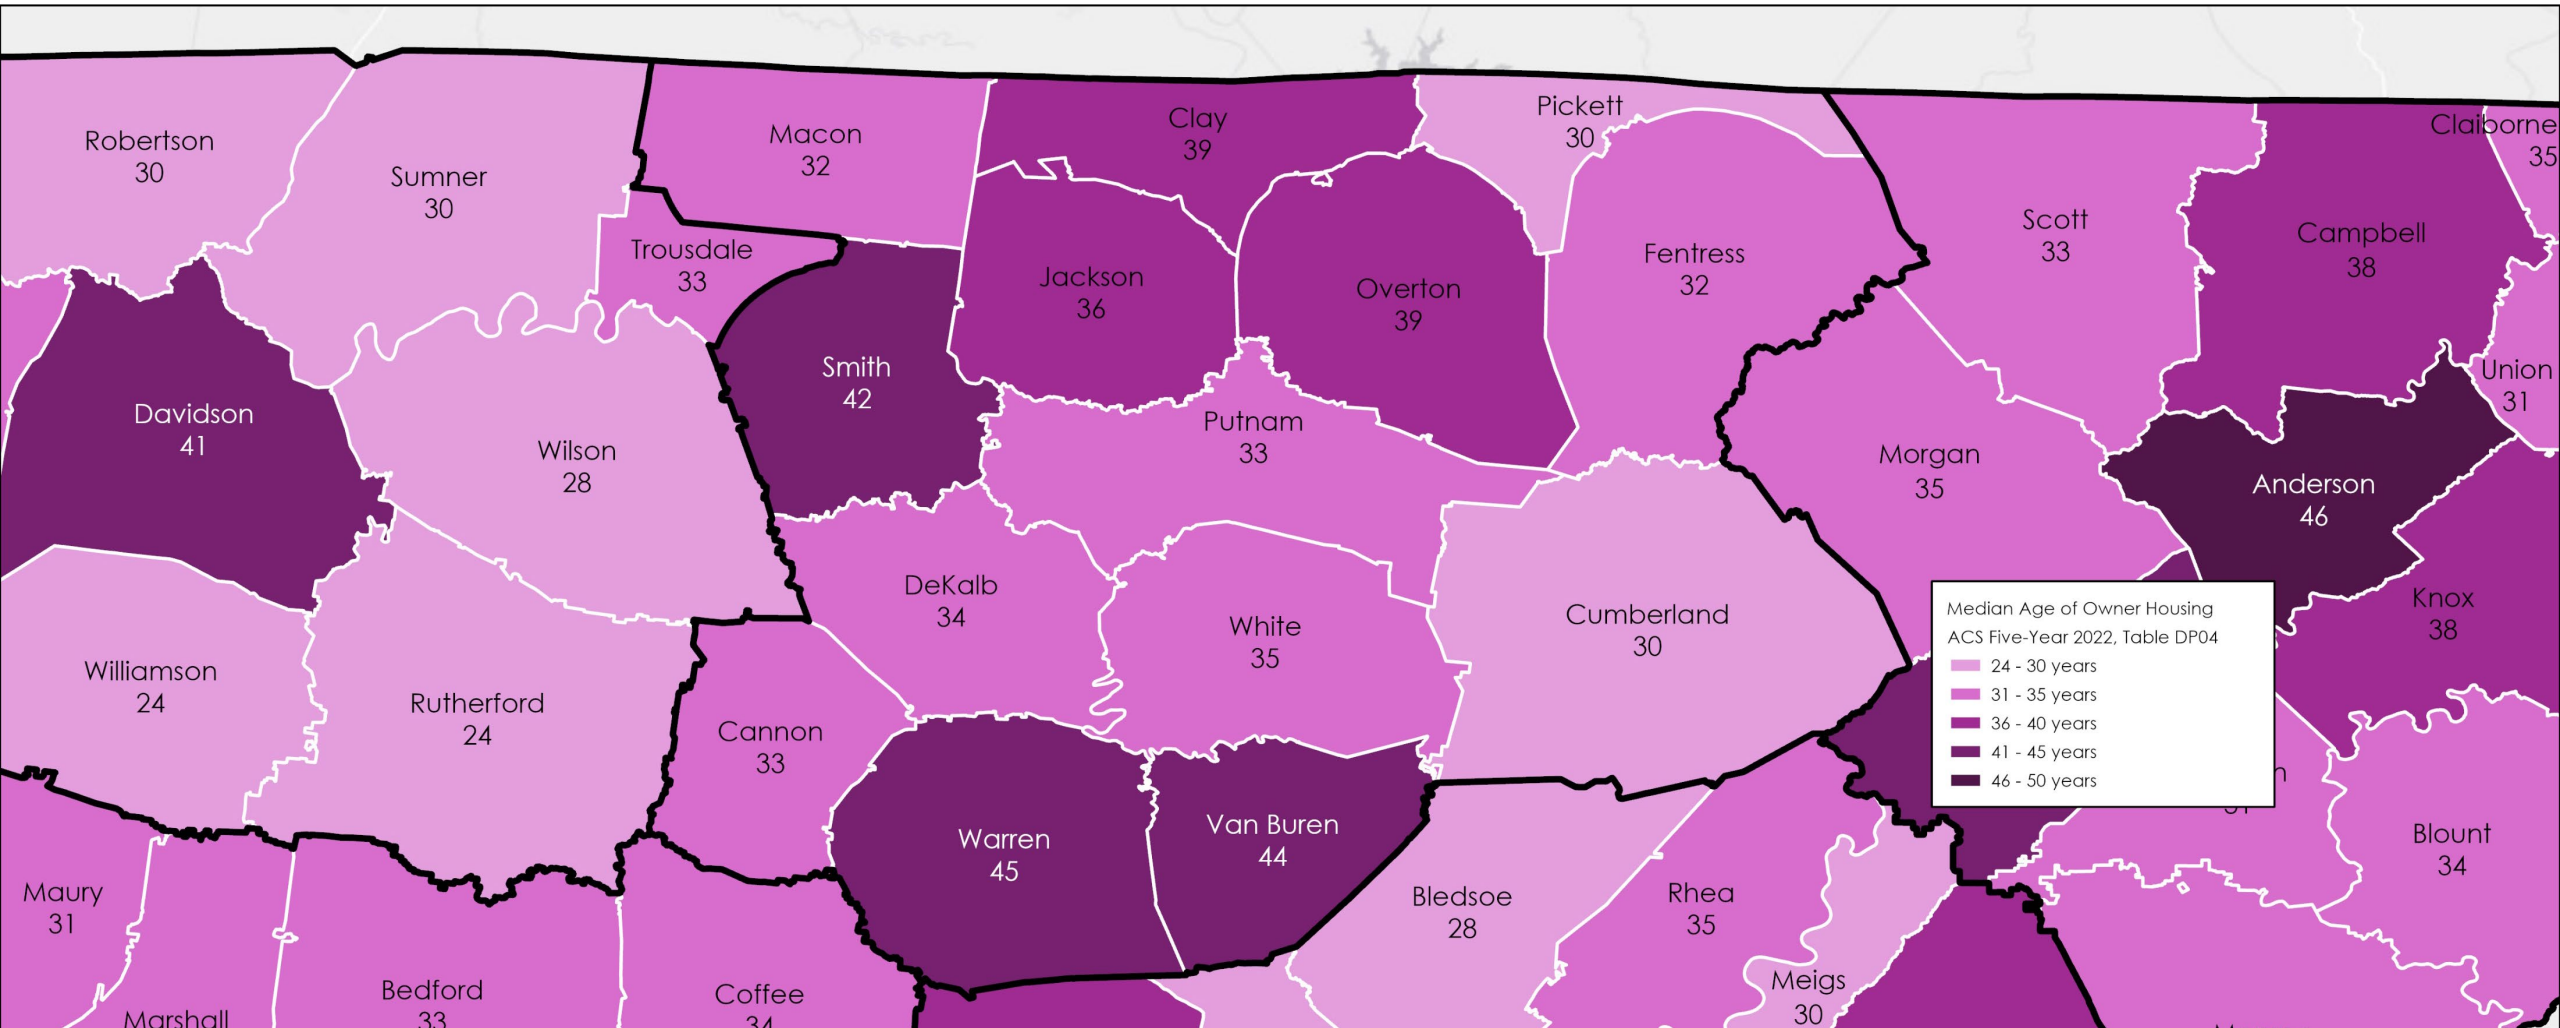 Robertson
30
Sumner
30
Macon
32
Clay
39
Pickett
30
Claiborne
35
Trousdale
33
Jackson
36
Overton
39
Fentress
32
Scott
33
Campbell
38
Davidson
41
Wilson
28
Smith
42
Putnam
33
Morgan
35
Anderson
46
Union
31
Williamson
24
Rutherford
24
DeKalb
34
White
35
Cumberland
30
Knox
38
Cannon
33
Warren
45
Van Buren
44
Bledsoe
28
Rhea
35
Blount
34
Maury
31
Marshall
Bedford
33
Coffee
34
Meigs
30
Median Age of Owner Housing
ACS Five-Year 2022, Table DP04
24 - 30 years
31 - 35 years
36 - 40 years
41 - 45 years
46 - 50 years